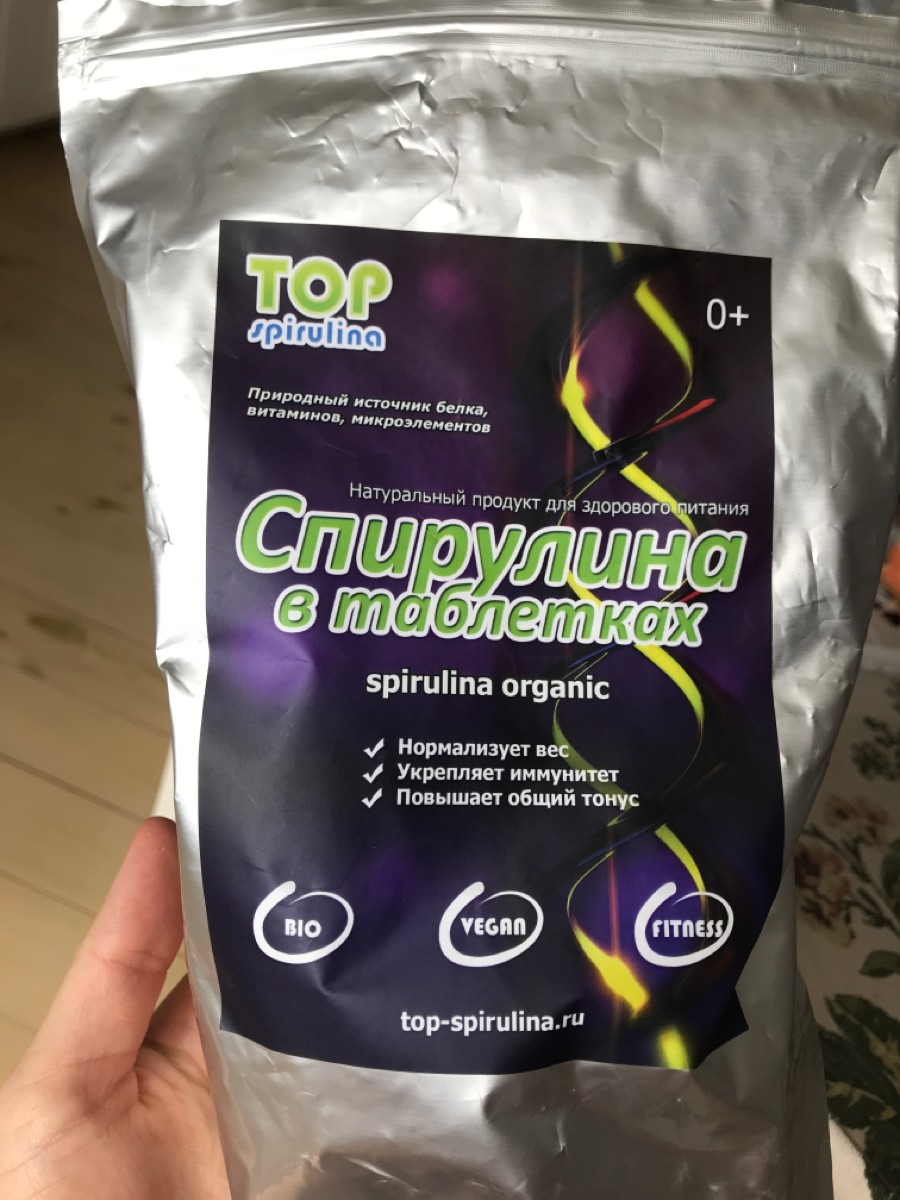 TOP
spirulina
0+
Природный источник белка,
витаминов, микроэлементов
Натуральный продукт для здорового питания
Спирулина
в таблетках
spirulina organic
✓ Нормализует вес
✓ Укрепляет иммунитет
✓ Повышает общий тонус
BIO
VEGAN
FITNESS
top-spirulina.ru